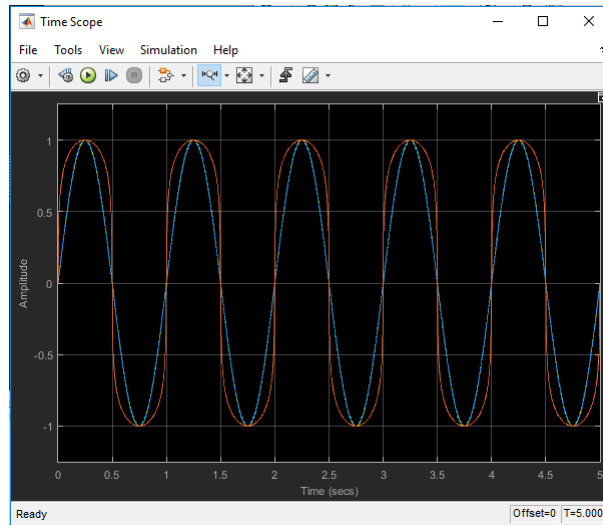 Time Scope
File Tools View Simulation Help
1
0.5
0
-0.5
-1
Amplitude
0 0.5 1 1.5 2 2.5 3 3.5 4 4.5 5
Time (secs)
Ready Offset=0 T=5.000